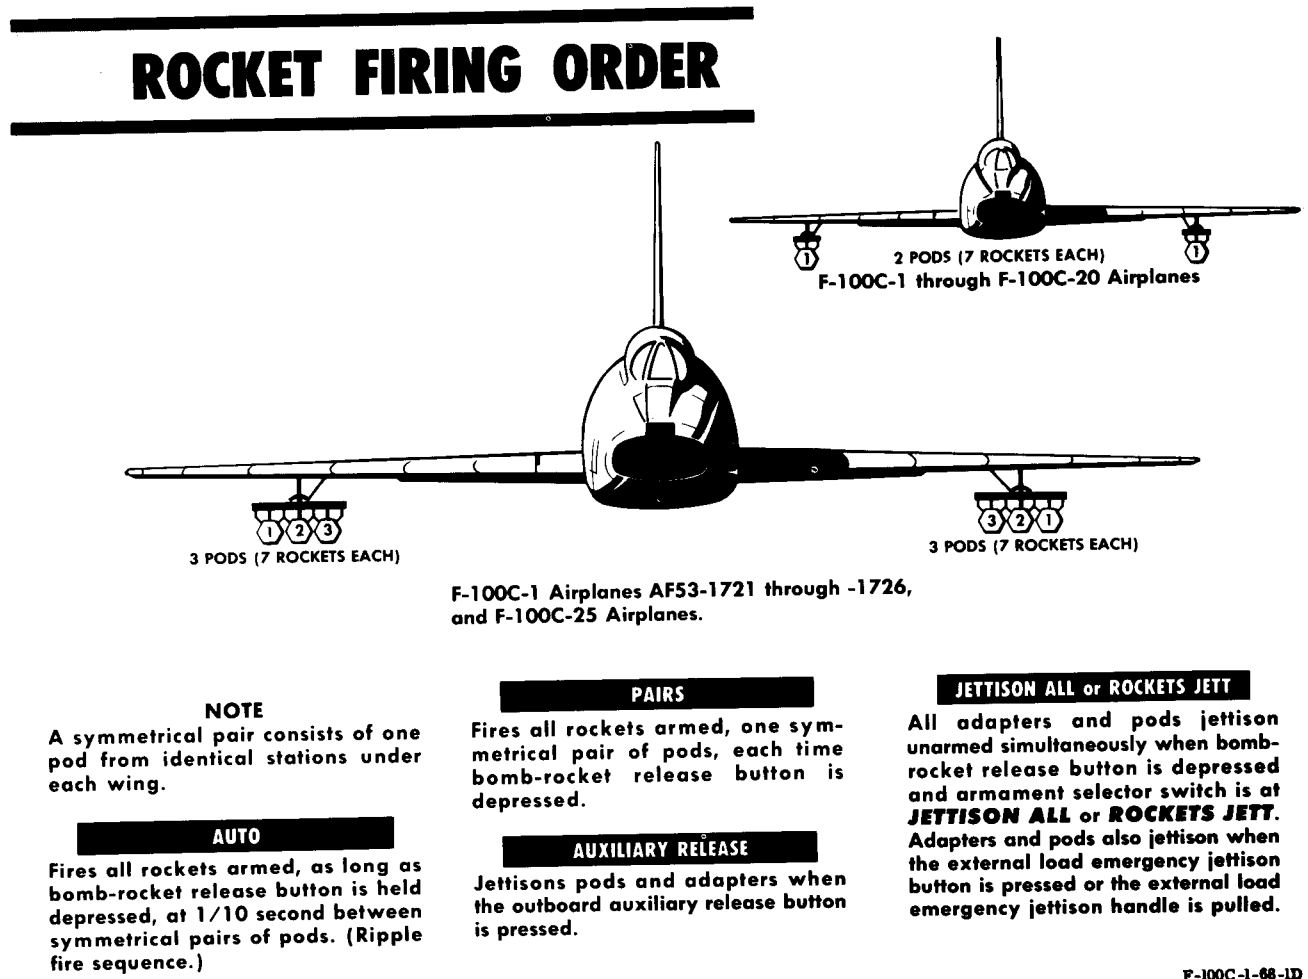 ROCKET FIRING ORDER
1
1
2 PODS (7 ROCKETS EACH)
F-100C-1 through F-100C-20 Airplanes
1 2 3
3 2 1
3 PODS (7 ROCKETS EACH)
3 PODS (7 ROCKETS EACH)
F-100C-1 Airplanes AF53-1721 through -1726,
and F-100C-25 Airplanes.
NOTE
A symmetrical pair consists of one
pod from identical stations under
each wing.
AUTO
Fires all rockets armed, as long as
bomb-rocket release button is held
depressed, at 1/10 second between
symmetrical pairs of pods. (Ripple
fire sequence.)
PAIRS
Fires all rockets armed, one sym-
metrical pair of pods, each time
bomb-rocket release button is
depressed.
AUXILIARY RELEASE
Jettisons pods and adapters when
the outboard auxiliary release button
is pressed.
JETTISON ALL or ROCKETS JETT
All adapters and pods jettison
unarmed simultaneously when bomb-
rocket release button is depressed
and armament selector switch is at
JETTISON ALL or ROCKETS JETT.
Adapters and pods also jettison when
the external load emergency jettison
button is pressed or the external load
emergency jettison handle is pulled.
F-100C-1-68-1D